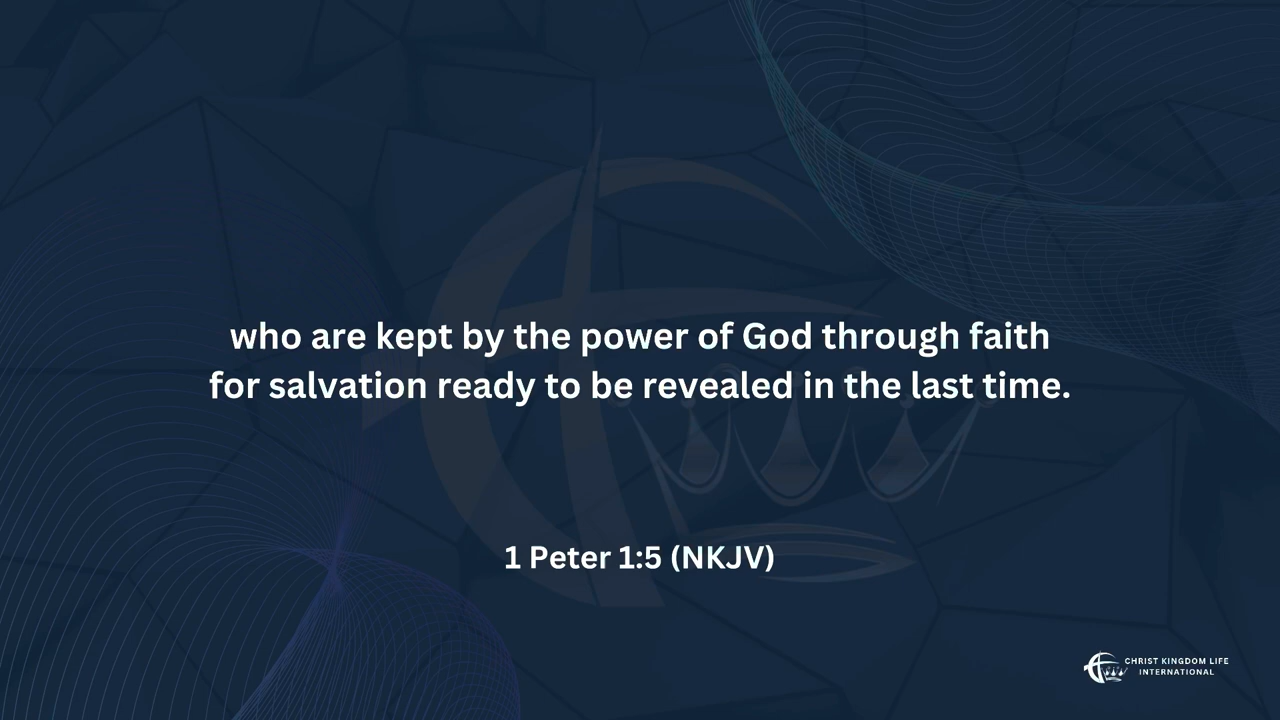 who are kept by the power of God through faith
for salvation ready to be revealed in the last time.
1 Peter 1:5 (NKJV)
CHRIST KINGDOM LIFE
INTERNATIONAL